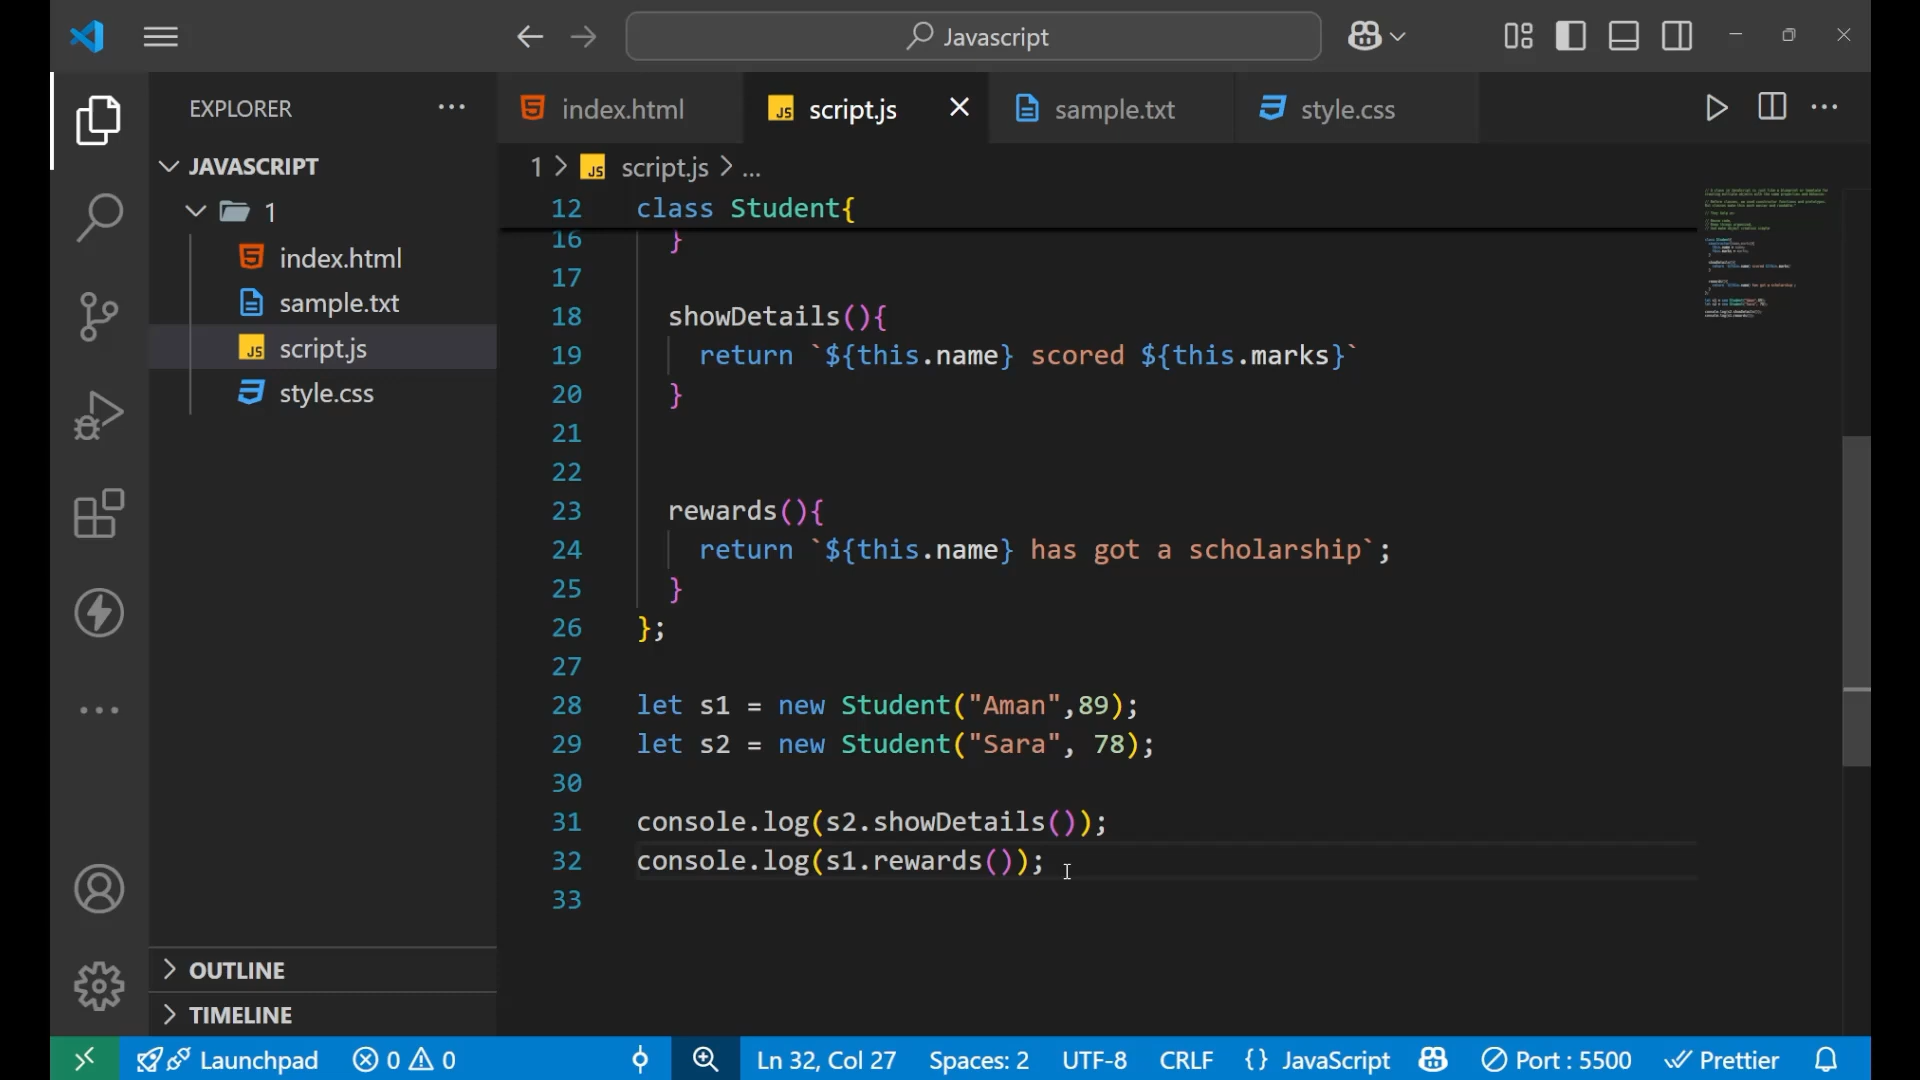 Javascript
EXPLORER
index.html
script.js
sample.txt
style.css
JAVASCRIPT
1
index.html
sample.txt
script.js
style.css
OUTLINE
TIMELINE
1 > script.js > ...
12 class Student{
16 }
17
18 showDetails(){
19 return `${this.name} scored ${this.marks}`
20 }
21
22
23 rewards(){
24 return `${this.name} has got a scholarship`;
25 }
26 };
27
28 let s1 = new Student("Aman",89);
29 let s2 = new Student("Sara", 78);
30
31 console.log(s2.showDetails());
32 console.log(s1.rewards());
33
Launchpad 0 0 Ln 32, Col 27 Spaces: 2 UTF-8 CRLF {} JavaScript Port : 5500 Prettier